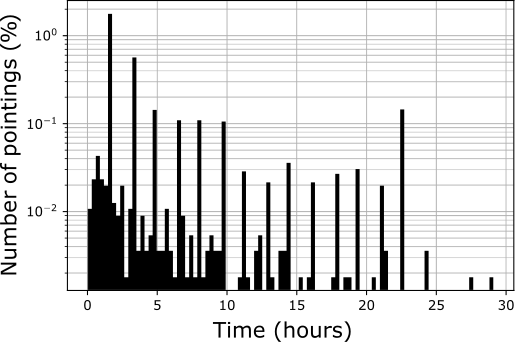 Number of pointings (%)
10⁰
10⁻¹
10⁻²
0 5 10 15 20 25 30
Time (hours)